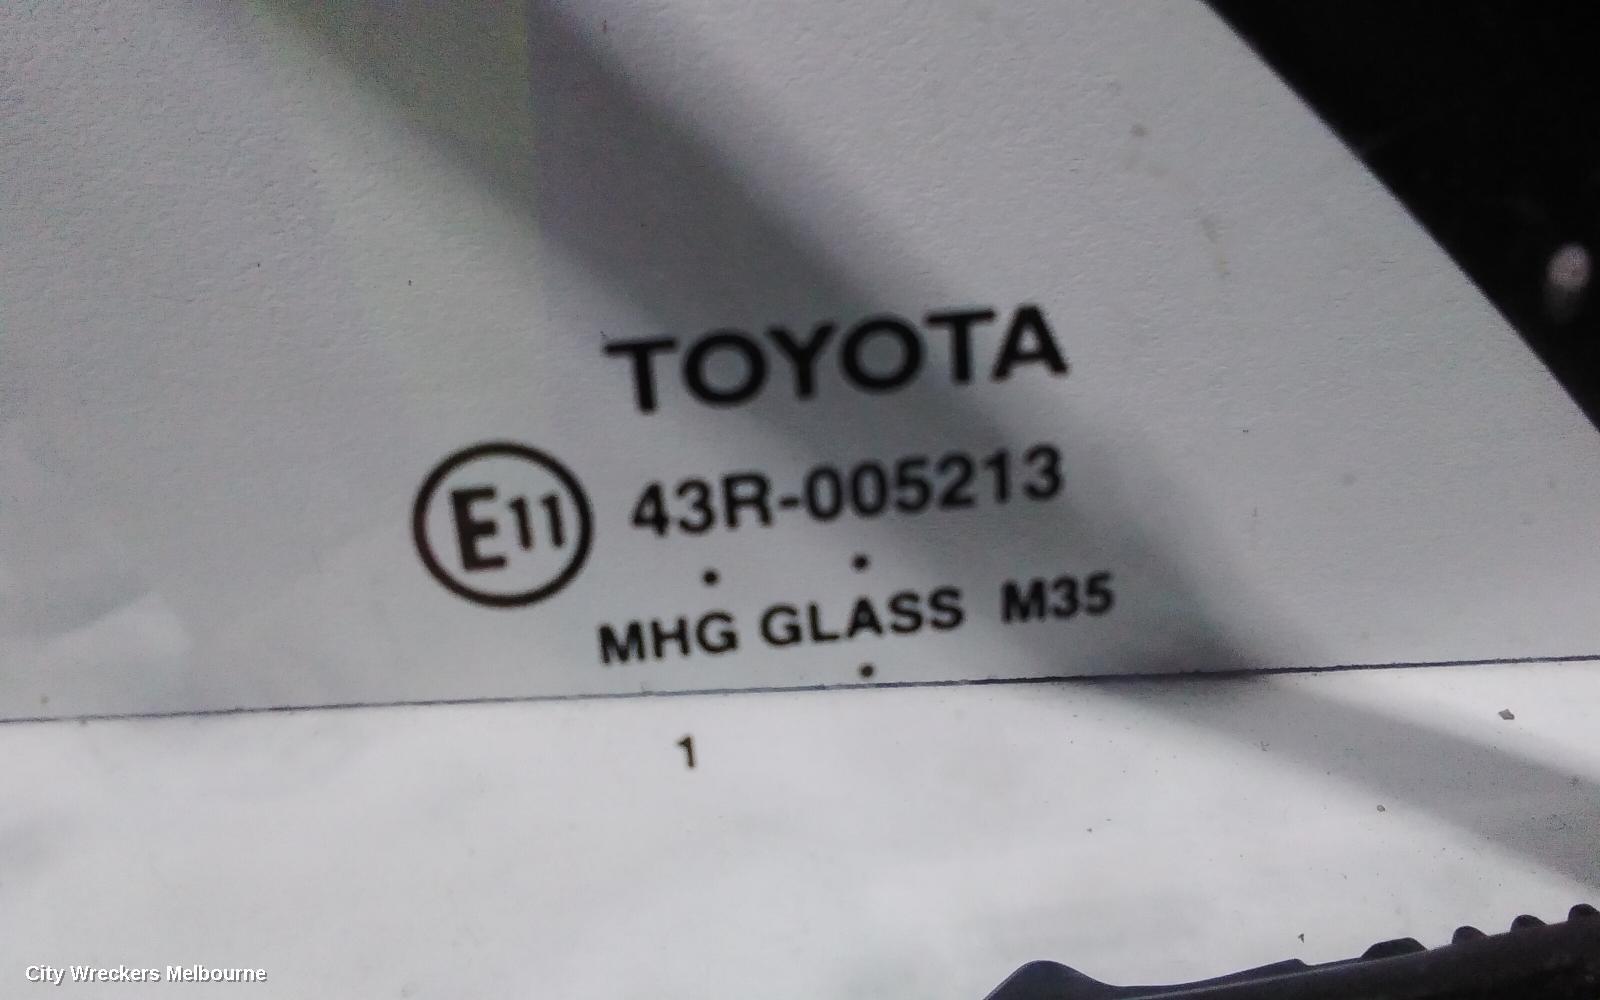 TOYOTA
E11 43R-005213
MHG GLASS M35
1
City Wreckers Melbourne